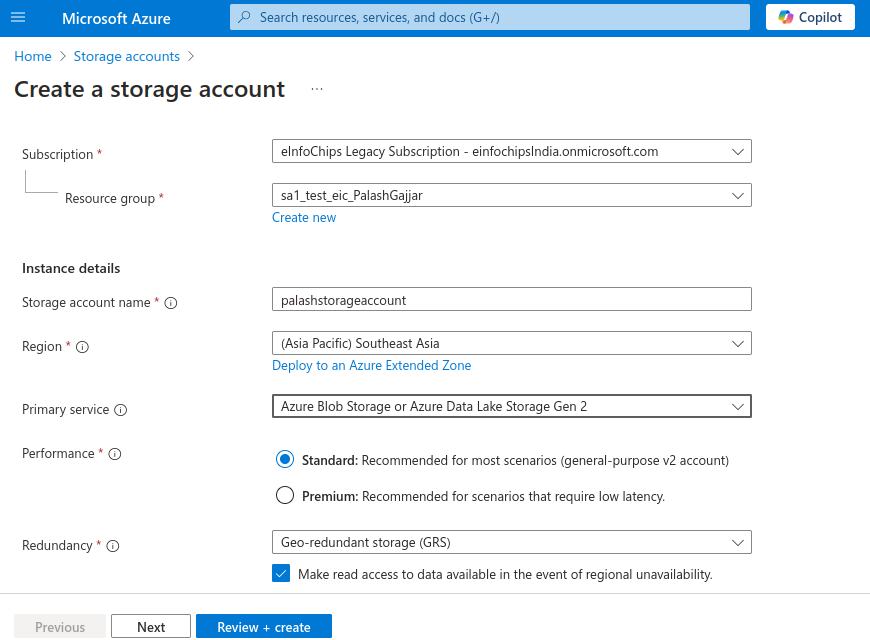 Microsoft Azure
Search resources, services, and docs (G+/)
Copilot
Home > Storage accounts >
Create a storage account ...
Subscription *
eInfoChips Legacy Subscription - einfochipsIndia.onmicrosoft.com
Resource group *
sa1_test_eic_PalashGajjar
Create new
Instance details
Storage account name *
palashstorageaccount
Region *
(Asia Pacific) Southeast Asia
Deploy to an Azure Extended Zone
Primary service
Azure Blob Storage or Azure Data Lake Storage Gen 2
Performance *
Standard: Recommended for most scenarios (general-purpose v2 account)
Premium: Recommended for scenarios that require low latency.
Redundancy *
Geo-redundant storage (GRS)
Make read access to data available in the event of regional unavailability.
Previous
Next
Review + create